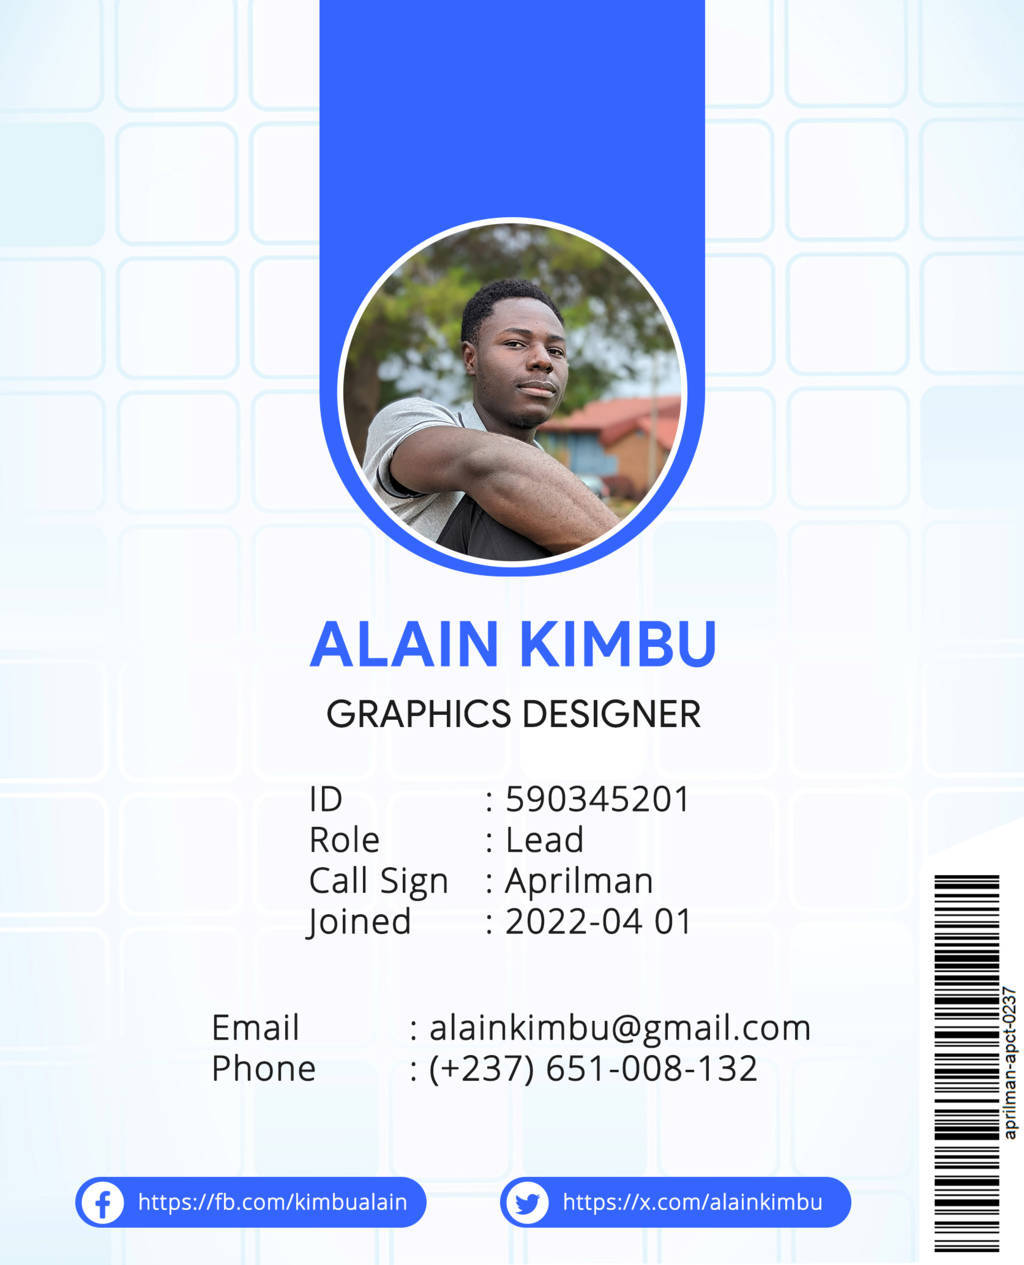 ALAIN KIMBU
GRAPHICS DESIGNER
ID : 590345201
Role : Lead
Call Sign : Aprilman
Joined : 2022-04 01
Email : alainkimbu@gmail.com
Phone : (+237) 651-008-132
https://fb.com/kimbualain
https://x.com/alainkimbu
aprilman-apct-0237